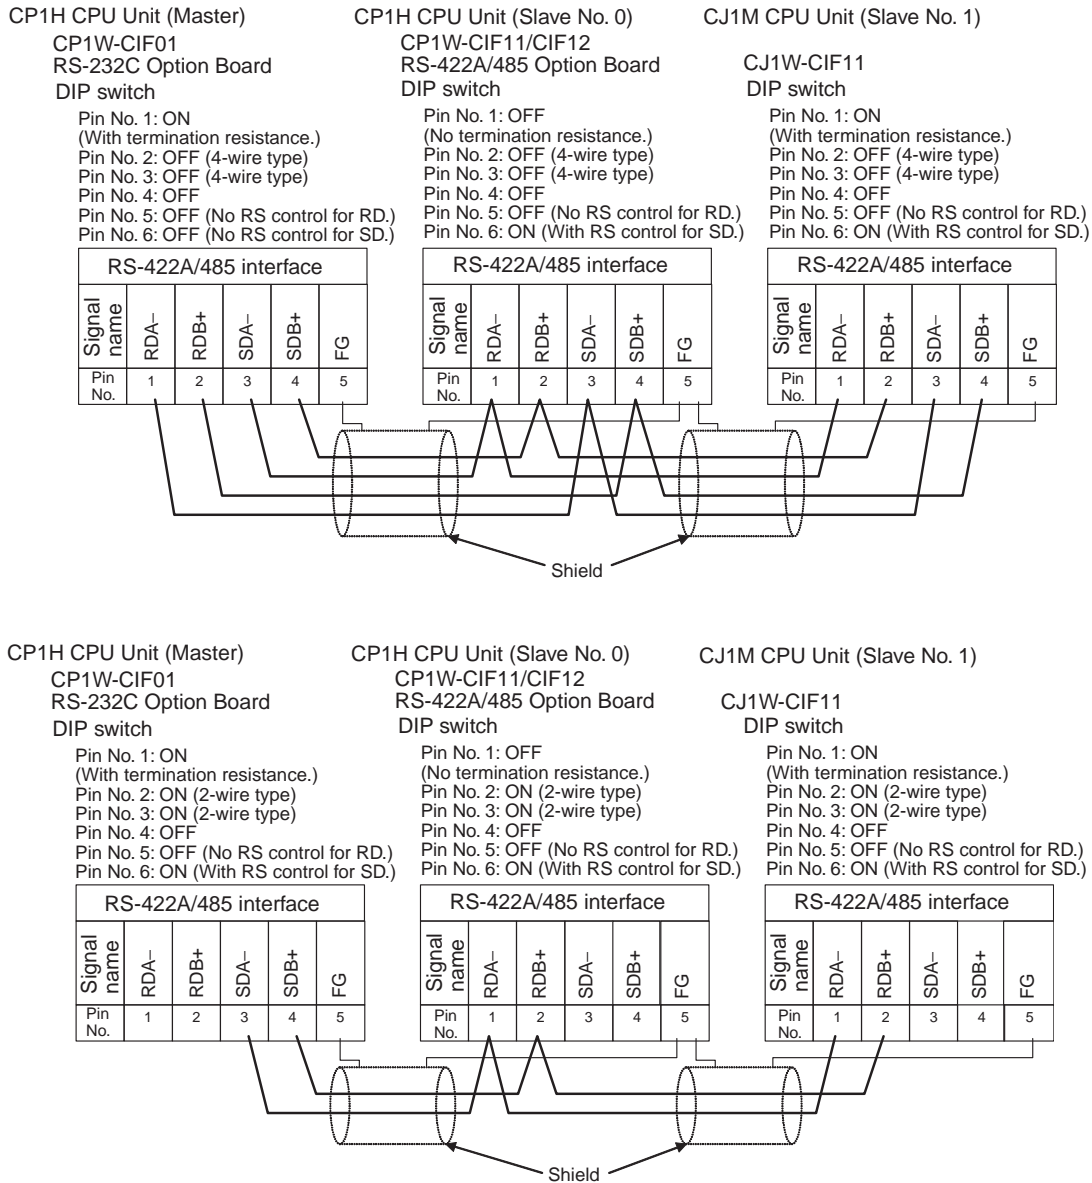 CP1H CPU Unit (Master)
CP1W-CIF01
RS-232C Option Board
DIP switch
Pin No. 1: ON
(With termination resistance.)
Pin No. 2: OFF (4-wire type)
Pin No. 3: OFF (4-wire type)
Pin No. 4: OFF
Pin No. 5: OFF (No RS control for RD.)
Pin No. 6: OFF (No RS control for SD.)
RS-422A/485 interface
Signal name RDA− RDB+ SDA− SDB+ FG
Pin No. 1 2 3 4 5
CP1H CPU Unit (Slave No. 0)
CP1W-CIF11/CIF12
RS-422A/485 Option Board
DIP switch
Pin No. 1: OFF
(No termination resistance.)
Pin No. 2: OFF (4-wire type)
Pin No. 3: OFF (4-wire type)
Pin No. 4: OFF
Pin No. 5: OFF (No RS control for RD.)
Pin No. 6: ON (With RS control for SD.)
RS-422A/485 interface
Signal name RDA− RDB+ SDA− SDB+ FG
Pin No. 1 2 3 4 5
CJ1M CPU Unit (Slave No. 1)
CJ1W-CIF11
DIP switch
Pin No. 1: ON
(With termination resistance.)
Pin No. 2: OFF (4-wire type)
Pin No. 3: OFF (4-wire type)
Pin No. 4: OFF
Pin No. 5: OFF (No RS control for RD.)
Pin No. 6: ON (With RS control for SD.)
RS-422A/485 interface
Signal name RDA− RDB+ SDA− SDB+ FG
Pin No. 1 2 3 4 5
Shield
CP1H CPU Unit (Master)
CP1W-CIF01
RS-232C Option Board
DIP switch
Pin No. 1: ON
(With termination resistance.)
Pin No. 2: ON (2-wire type)
Pin No. 3: ON (2-wire type)
Pin No. 4: OFF
Pin No. 5: OFF (No RS control for RD.)
Pin No. 6: ON (With RS control for SD.)
RS-422A/485 interface
Signal name RDA− RDB+ SDA− SDB+ FG
Pin No. 1 2 3 4 5
CP1H CPU Unit (Slave No. 0)
CP1W-CIF11/CIF12
RS-422A/485 Option Board
DIP switch
Pin No. 1: OFF
(No termination resistance.)
Pin No. 2: ON (2-wire type)
Pin No. 3: ON (2-wire type)
Pin No. 4: OFF
Pin No. 5: OFF (No RS control for RD.)
Pin No. 6: ON (With RS control for SD.)
RS-422A/485 interface
Signal name RDA− RDB+ SDA− SDB+ FG
Pin No. 1 2 3 4 5
CJ1M CPU Unit (Slave No. 1)
CJ1W-CIF11
DIP switch
Pin No. 1: ON
(With termination resistance.)
Pin No. 2: ON (2-wire type)
Pin No. 3: ON (2-wire type)
Pin No. 4: OFF
Pin No. 5: OFF (No RS control for RD.)
Pin No. 6: ON (With RS control for SD.)
RS-422A/485 interface
Signal name RDA− RDB+ SDA− SDB+ FG
Pin No. 1 2 3 4 5
Shield